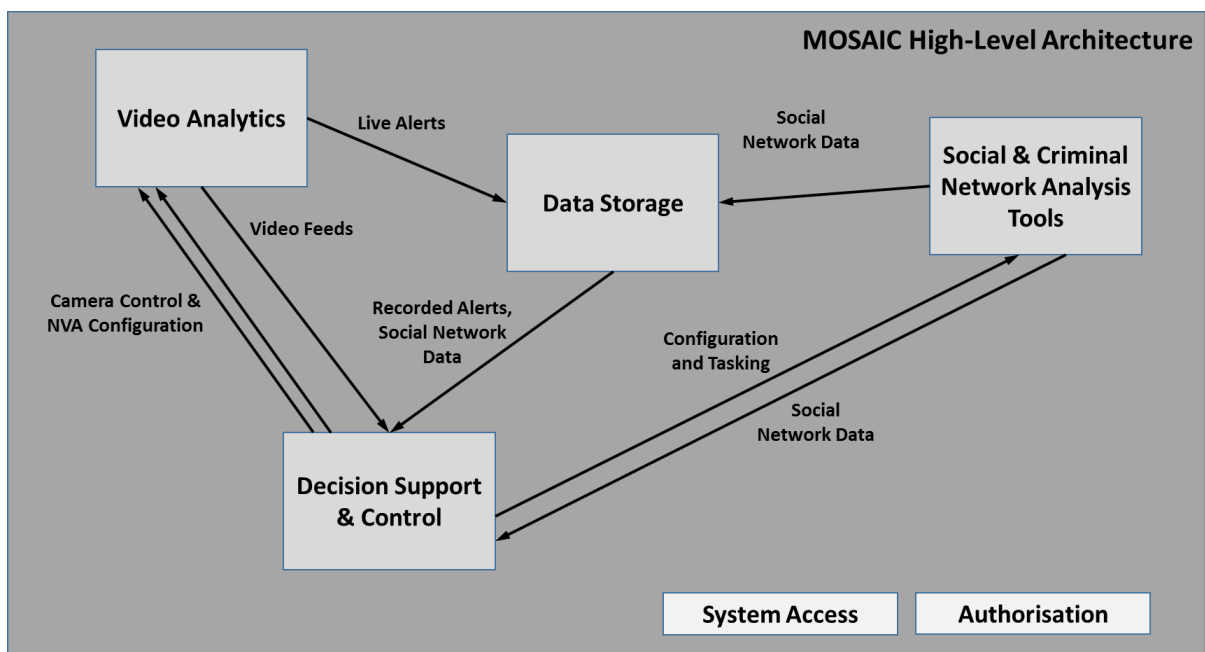 MOSAIC High-Level Architecture
Video Analytics
Live Alerts
Social
Network Data
Social & Criminal
Network Analysis
Tools
Data Storage
Video Feeds
Camera Control &
NVA Configuration
Recorded Alerts,
Social Network
Data
Configuration
and Tasking
Social
Network Data
Decision Support
& Control
System Access
Authorisation